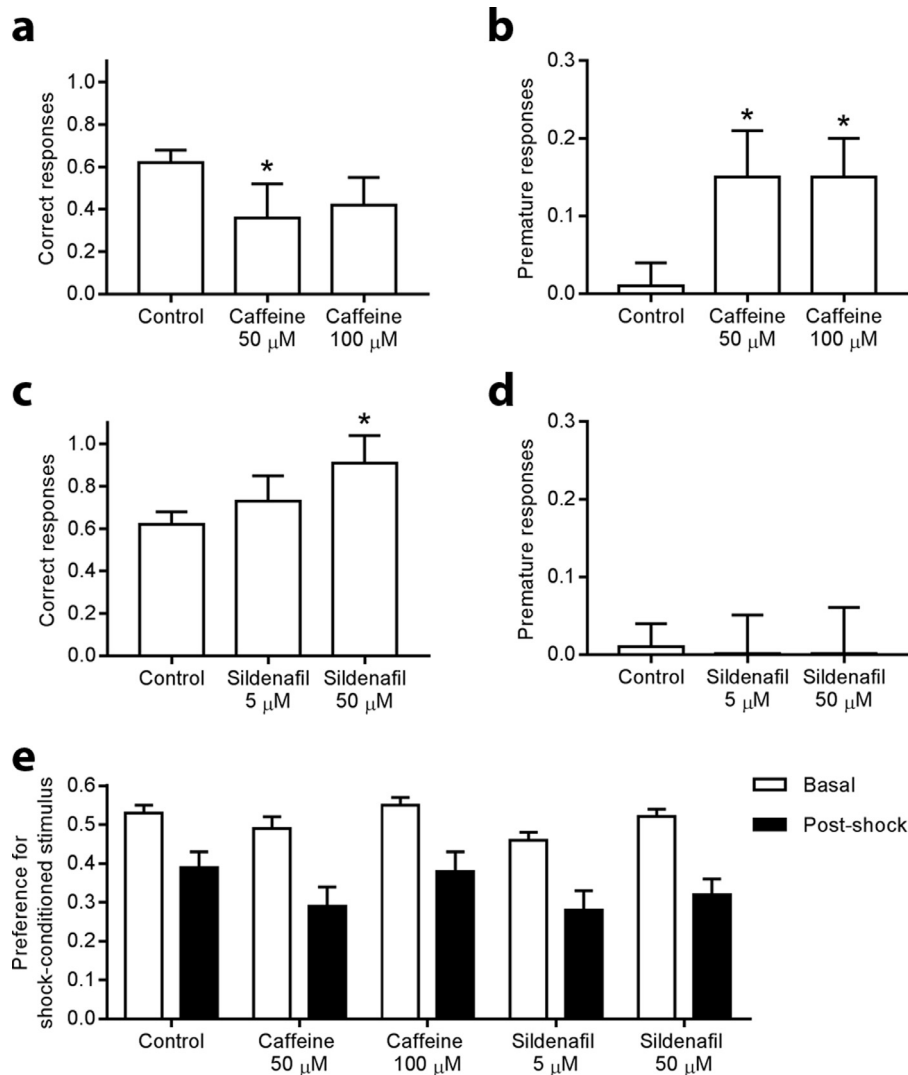 a
Correct responses
1.0
0.8
0.6
0.4
0.2
0.0
*
Control
Caffeine
50 μM
Caffeine
100 μM
b
Premature responses
0.3
0.2
0.1
0.0
*
*
Control
Caffeine
50 μM
Caffeine
100 μM
c
Correct responses
1.0
0.8
0.6
0.4
0.2
0.0
*
Control
Sildenafil
5 μM
Sildenafil
50 μM
d
Premature responses
0.3
0.2
0.1
0.0
Control
Sildenafil
5 μM
Sildenafil
50 μM
e
Preference for
shock-conditioned stimulus
0.6
0.5
0.4
0.3
0.2
0.1
0.0
Control
Caffeine
50 μM
Caffeine
100 μM
Sildenafil
5 μM
Sildenafil
50 μM
Basal
Post-shock